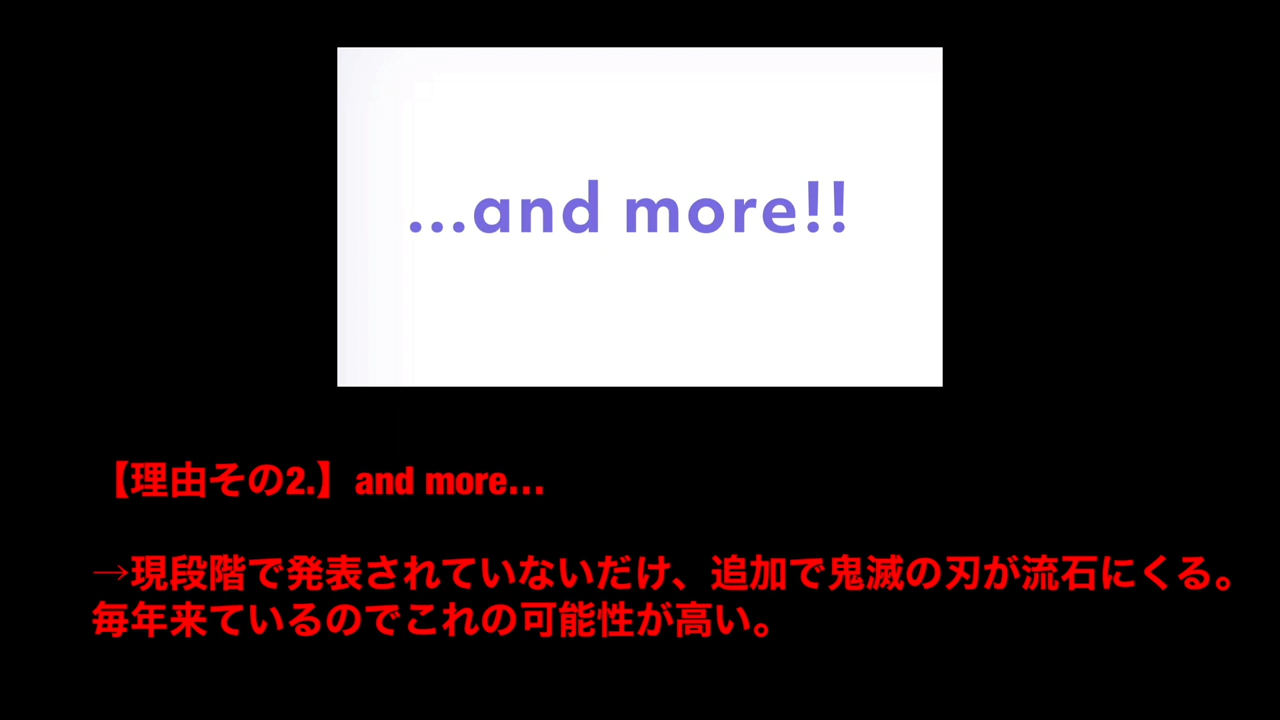 ...and more!!
【理由その2.】and more...
→現段階で発表されていないだけ、追加で鬼滅の刃が流石にくる。
毎年来ているのでこれの可能性が高い。